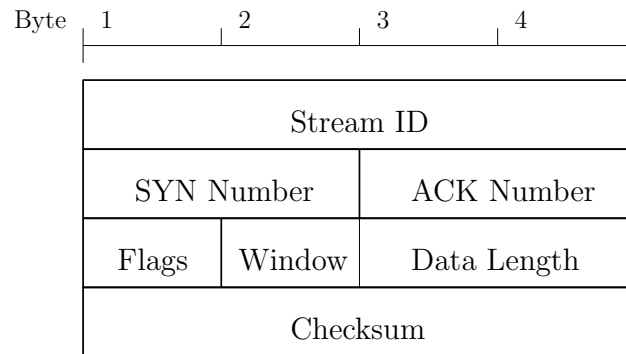 Byte 1 2 3 4
Stream ID
SYN Number ACK Number
Flags Window Data Length
Checksum